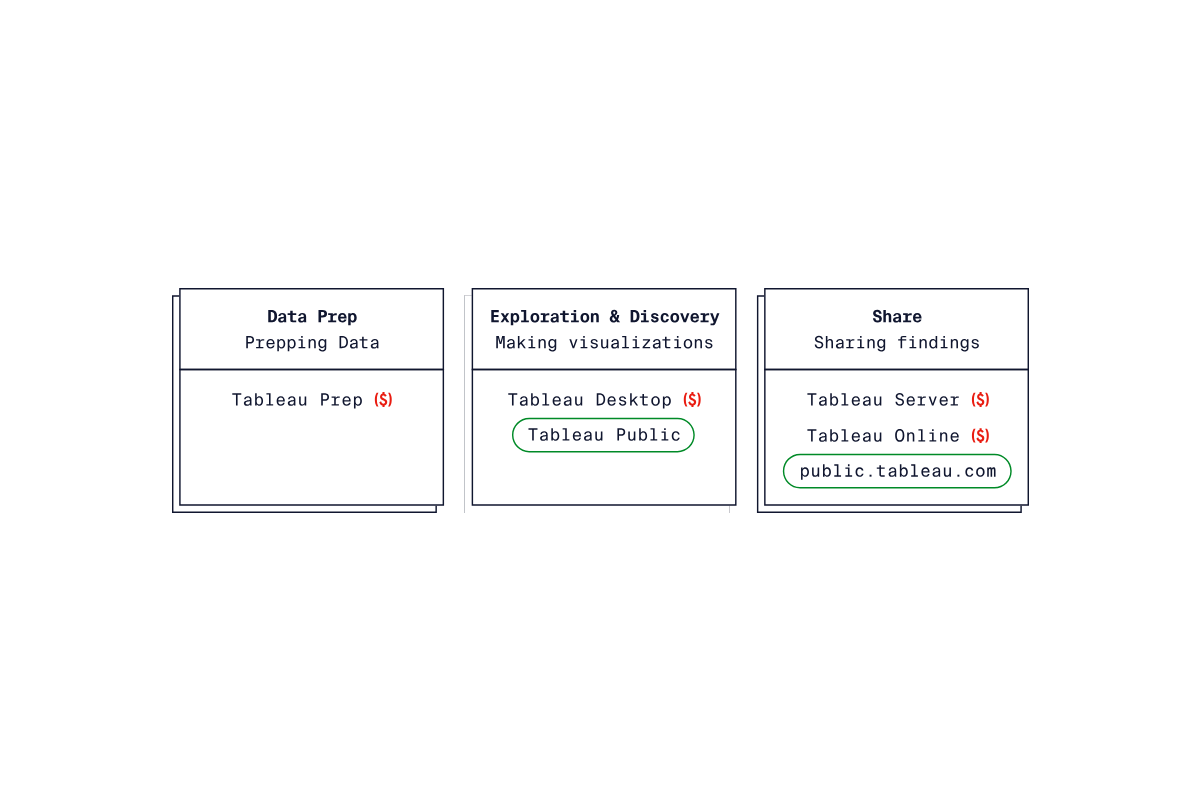 Data Prep
Prepping Data
Tableau Prep ($)
Exploration & Discovery
Making visualizations
Tableau Desktop ($)
Tableau Public
Share
Sharing findings
Tableau Server ($)
Tableau Online ($)
public.tableau.com